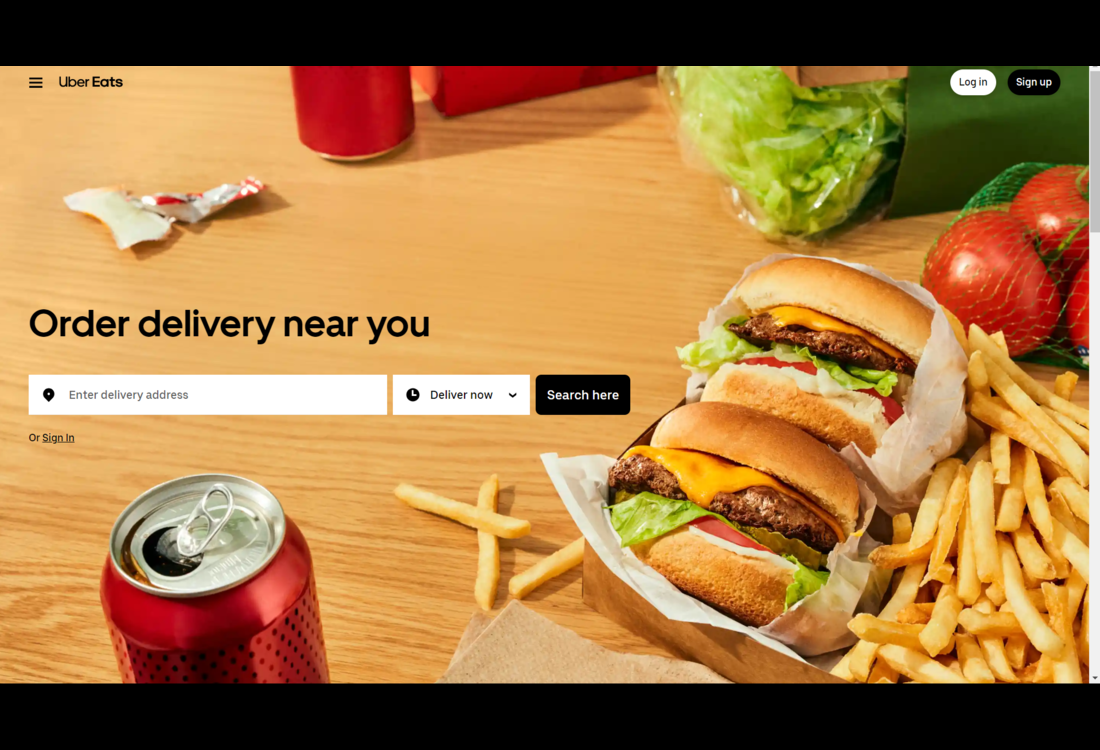 Uber Eats
Log in
Sign up
Order delivery near you
Enter delivery address
Deliver now
Search here
Or Sign In